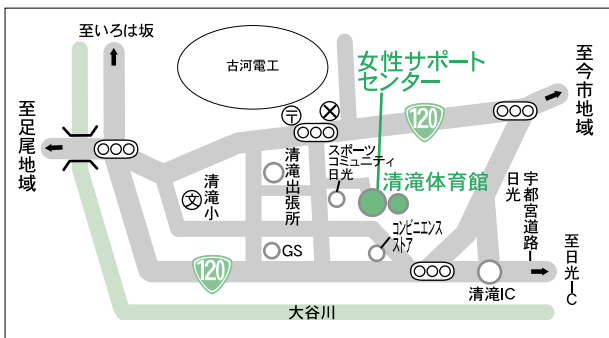 至いろは坂
古河電工
女性サポート
センター
至今市地域
120
至足尾地域
清滝出張所
スポーツ
コミュニティ
日光
清滝体育館
清滝小
文
コンビニエンス
ストア
GS
120
清滝IC
日光
宇都宮道路
至日光IC
大谷川